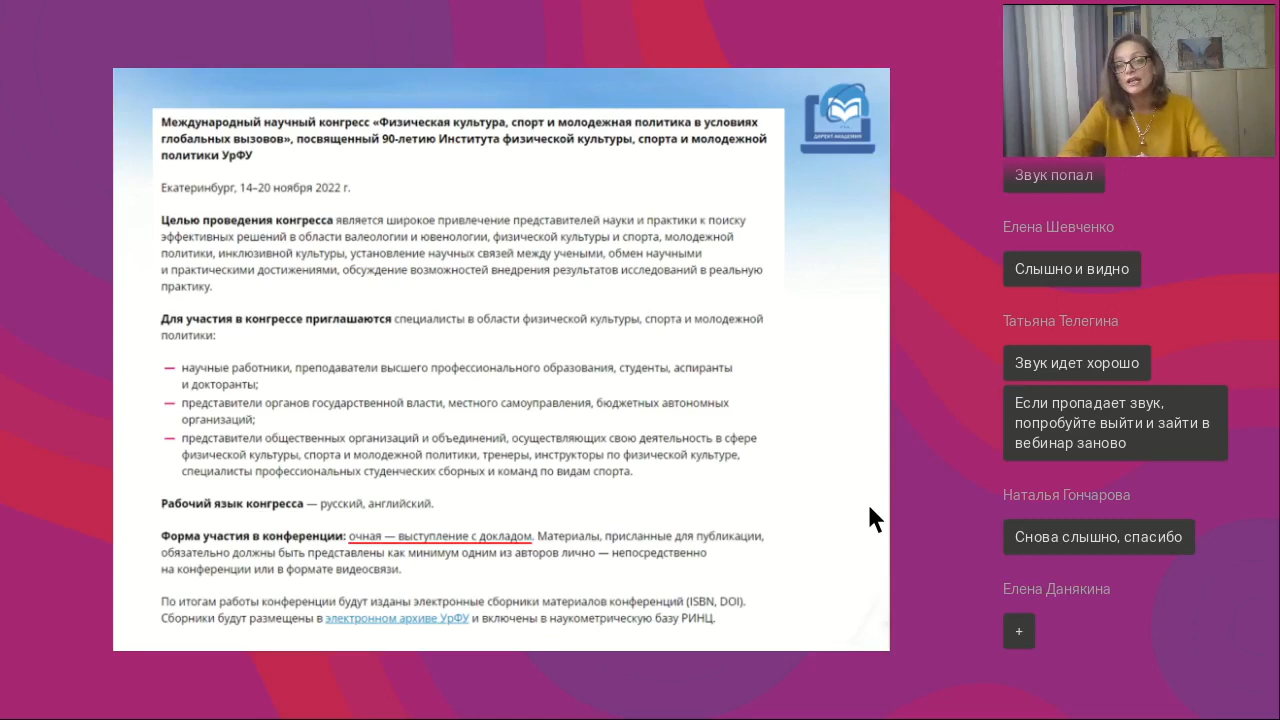 Международный научный конгресс «Физическая культура, спорт и молодежная политика в условиях
глобальных вызовов», посвященный 90-летию Института физической культуры, спорта и молодежной
политики УрФУ
Екатеринбург, 14–20 ноября 2022 г.
Целью проведения конгресса является широкое привлечение представителей науки и практики к поиску
эффективных решений в области валеологии и ювенологии, физической культуры и спорта, молодежной
политики, инклюзивной культуры, установление научных связей между учеными, обмен научными
и практическими достижениями, обсуждение возможностей внедрения результатов исследований в реальную
практику.
Для участия в конгрессе приглашаются специалисты в области физической культуры, спорта и молодежной
политики:
— научные работники, преподаватели высшего профессионального образования, студенты, аспиранты
и докторанты;
— представители органов государственной власти, местного самоуправления, бюджетных автономных
организаций;
— представители общественных организаций и объединений, осуществляющих свою деятельность в сфере
физической культуры, спорта и молодежной политики, тренеры, инструкторы по физической культуре,
специалисты профессиональных студенческих сборных и команд по видам спорта.
Рабочий язык конгресса — русский, английский.
Форма участия в конференции: очная — выступление с докладом. Материалы, присланные для публикации,
обязательно должны быть представлены как минимум одним из авторов лично — непосредственно
на конференции или в формате видеосвязи.
По итогам работы конференции будут изданы электронные сборники материалов конференций (ISBN, DOI).
Сборники будут размещены в электронном архиве УрФУ и включены в наукометрическую базу РИНЦ.
ДИРЕКТ-АКАДЕМИЯ
Звук попал
Елена Шевченко
Слышно и видно
Татьяна Телегина
Звук идет хорошо
Если пропадает звук,
попробуйте выйти и зайти в
вебинар заново
Наталья Гончарова
Снова слышно, спасибо
Елена Данякина
+